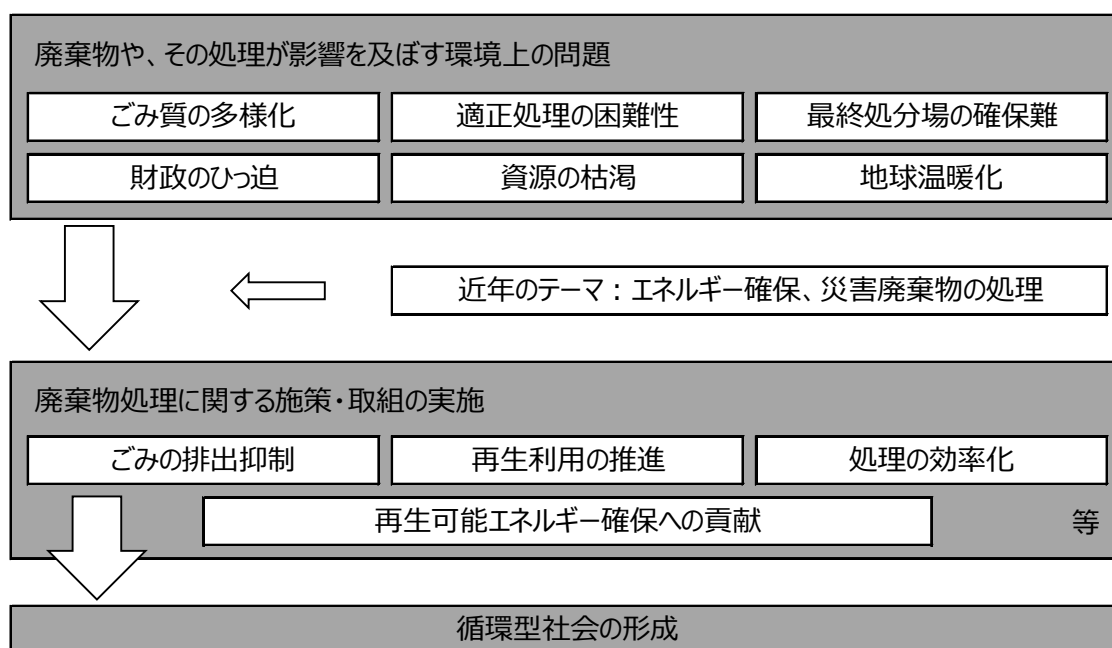 廃棄物や、その処理が影響を及ぼす環境上の問題
ごみ質の多様化
適正処理の困難性
最終処分場の確保難
財政のひっ迫
資源の枯渇
地球温暖化
近年のテーマ：エネルギー確保、災害廃棄物の処理
廃棄物処理に関する施策・取組の実施
ごみの排出抑制
再生利用の推進
処理の効率化
再生可能エネルギー確保への貢献
等
循環型社会の形成